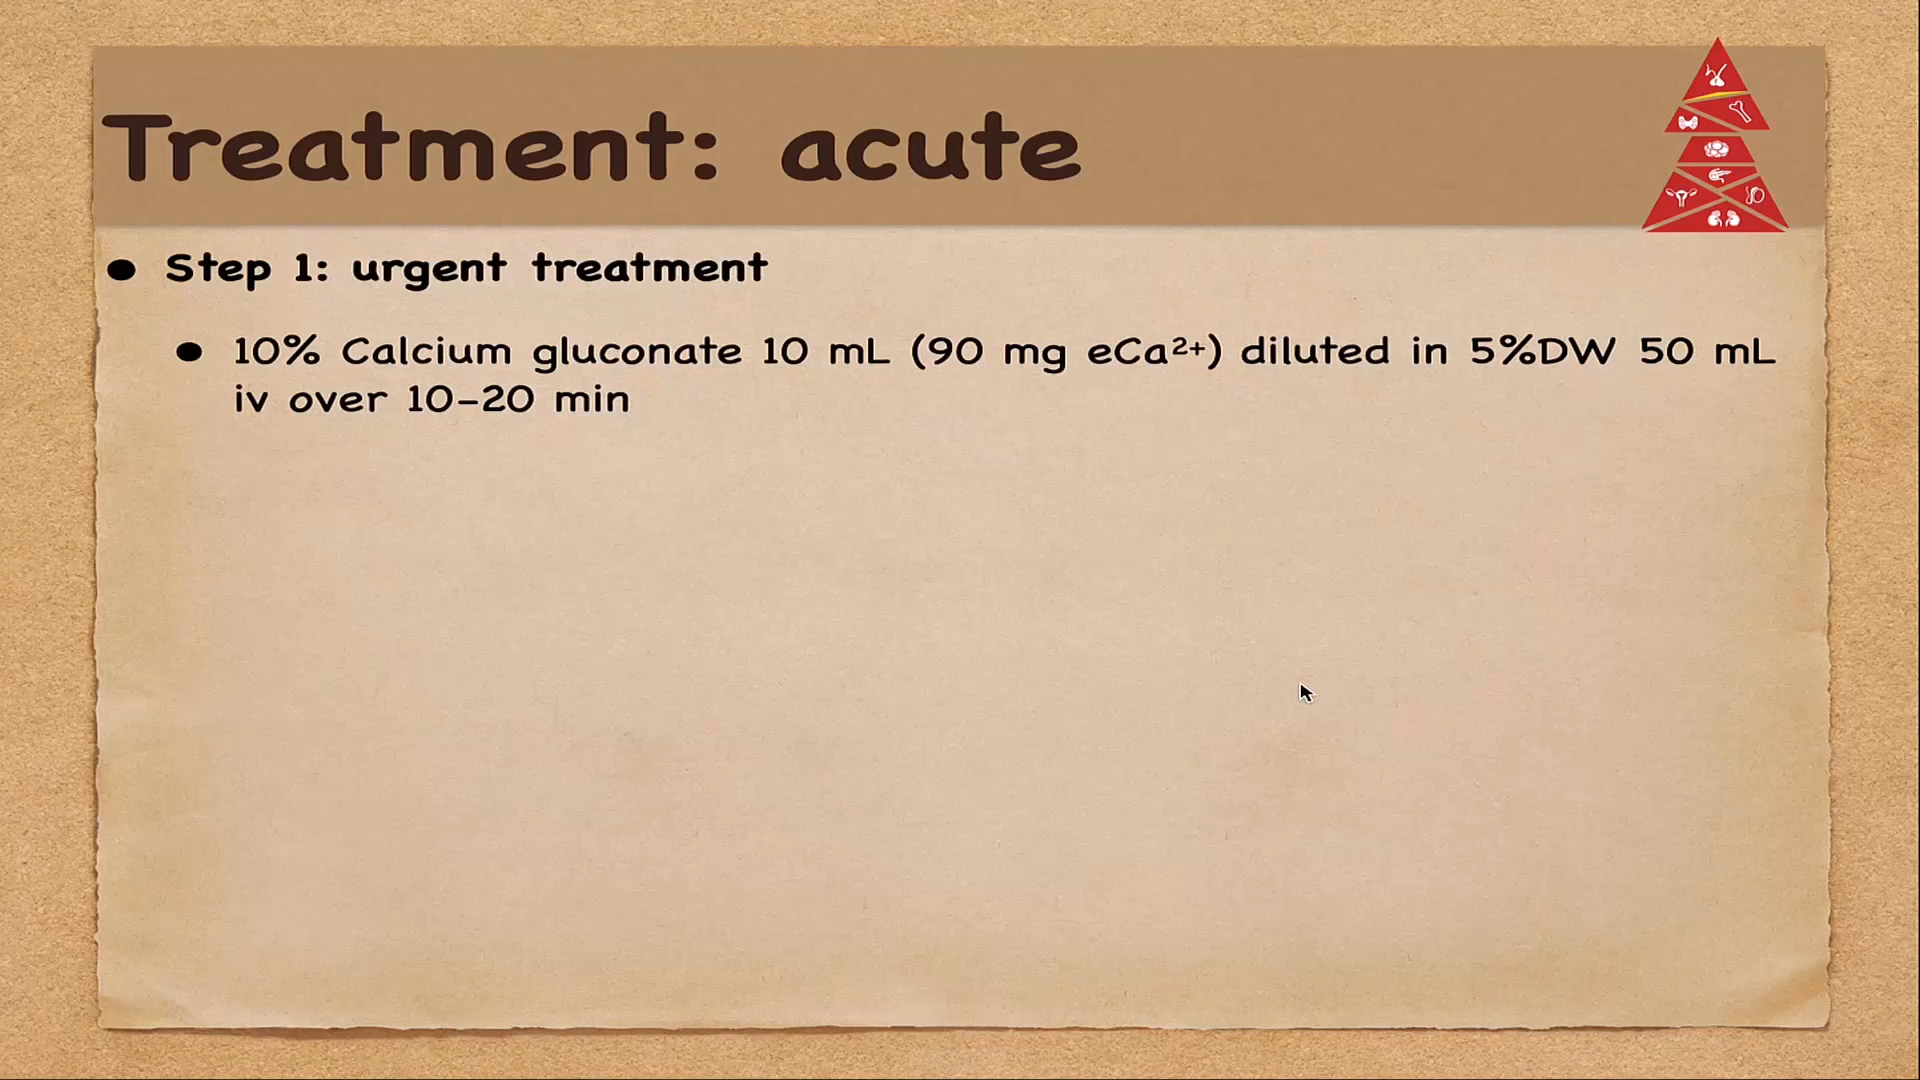 Treatment: acute
Step 1: urgent treatment
10% Calcium gluconate 10 mL (90 mg eCa²⁺) diluted in 5%DW 50 mL
iv over 10-20 min